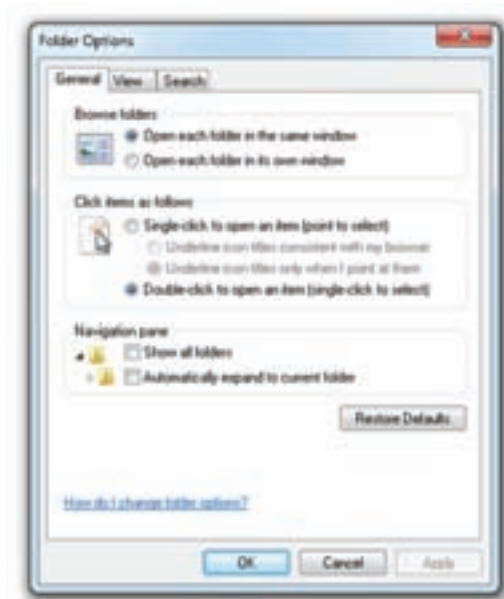 Folder Options
General
View
Search
Browse folders
Open each folder in the same window
Open each folder in its own window
Click items as follows
Single-click to open an item (point to select)
Underline icon titles consistent with my browser
Underline icon titles only when I point at them
Double-click to open an item (single-click to select)
Navigation pane
Show all folders
Automatically expand to current folder
Restore Defaults
How do I change folder options?
OK
Cancel
Apply